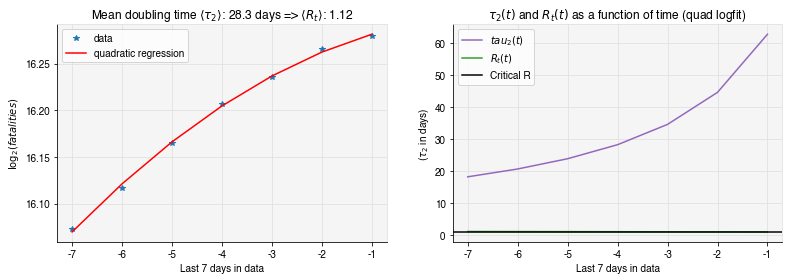 Mean doubling time ⟨τ₂⟩: 28.3 days => ⟨Rₜ⟩: 1.12
data
quadratic regression
log₂(fatalities)
16.25
16.20
16.15
16.10
-7 -6 -5 -4 -3 -2 -1
Last 7 days in data
τ₂(t) and Rₜ(t) as a function of time (quad logfit)
tau₂(t)
Rₜ(t)
Critical R
(τ₂ in days)
60
50
40
30
20
10
0
-7 -6 -5 -4 -3 -2 -1
Last 7 days in data